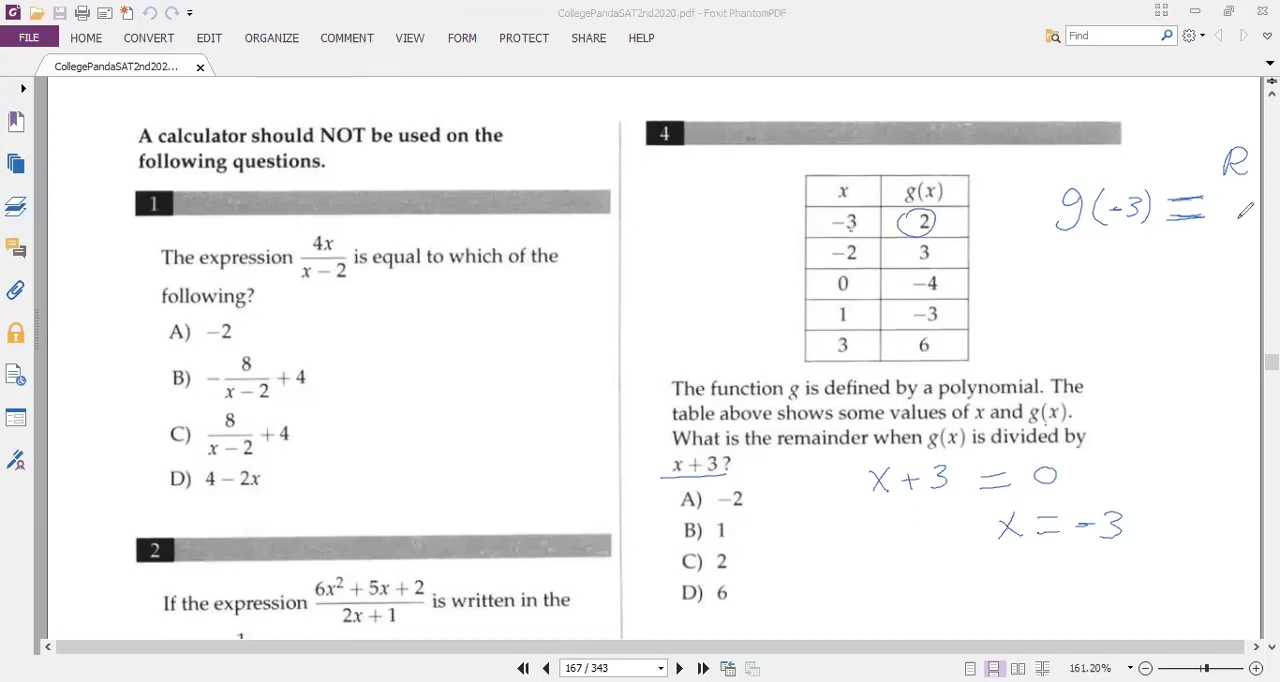 CollegePandaSAT2nd2020.pdf - Foxit PhantomPDF
FILE HOME CONVERT EDIT ORGANIZE COMMENT VIEW FORM PROTECT SHARE HELP
Find
CollegePandaSAT2nd202...
A calculator should NOT be used on the
following questions.
1
The expression 4x/(x − 2) is equal to which of the
following?
A) −2
B) −8/(x − 2) + 4
C) 8/(x − 2) + 4
D) 4 − 2x
2
If the expression (6x² + 5x + 2)/(2x + 1) is written in the
1
4
x g(x)
−3 2
−2 3
0 −4
1 −3
3 6
R
g(-3) =
The function g is defined by a polynomial. The
table above shows some values of x and g(x).
What is the remainder when g(x) is divided by
x + 3?
x + 3 = 0
x = -3
A) −2
B) 1
C) 2
D) 6
167 / 343
161.20%